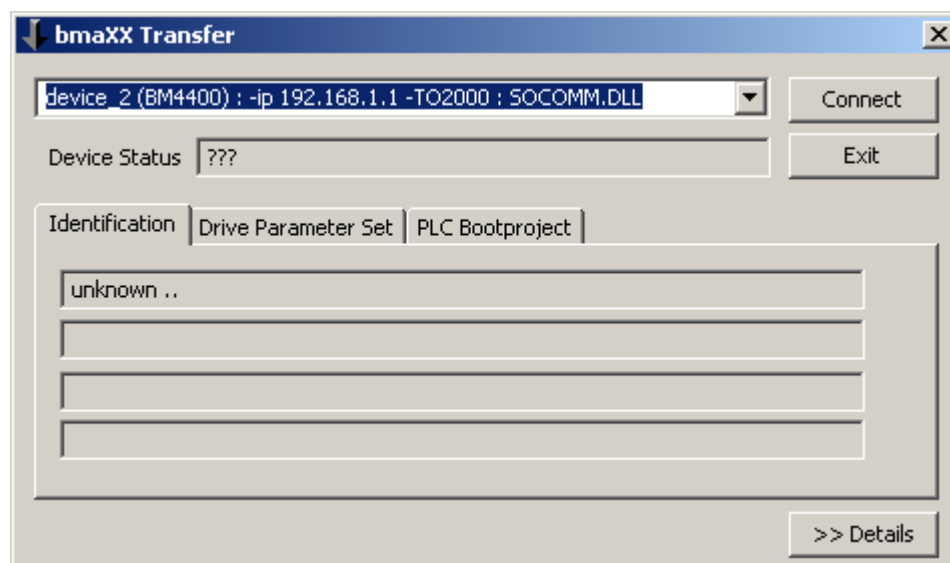 bmaXX Transfer
device_2 (BM4400) : -ip 192.168.1.1 -TO2000 : SOCOMM.DLL
Connect
Device Status ???
Exit
Identification Drive Parameter Set PLC Bootproject
unknown ..
>> Details